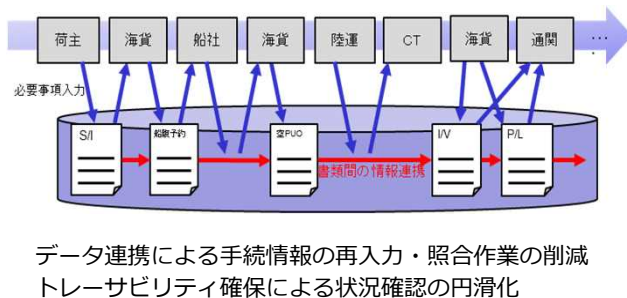 荷主 海貨 船社 海貨 陸運 CT 海貨 通関 …
必要事項入力
S/I 船腹予約 空PUO I/V P/L
書類間の情報連携
データ連携による手続情報の再入力・照合作業の削減
トレーサビリティ確保による状況確認の円滑化